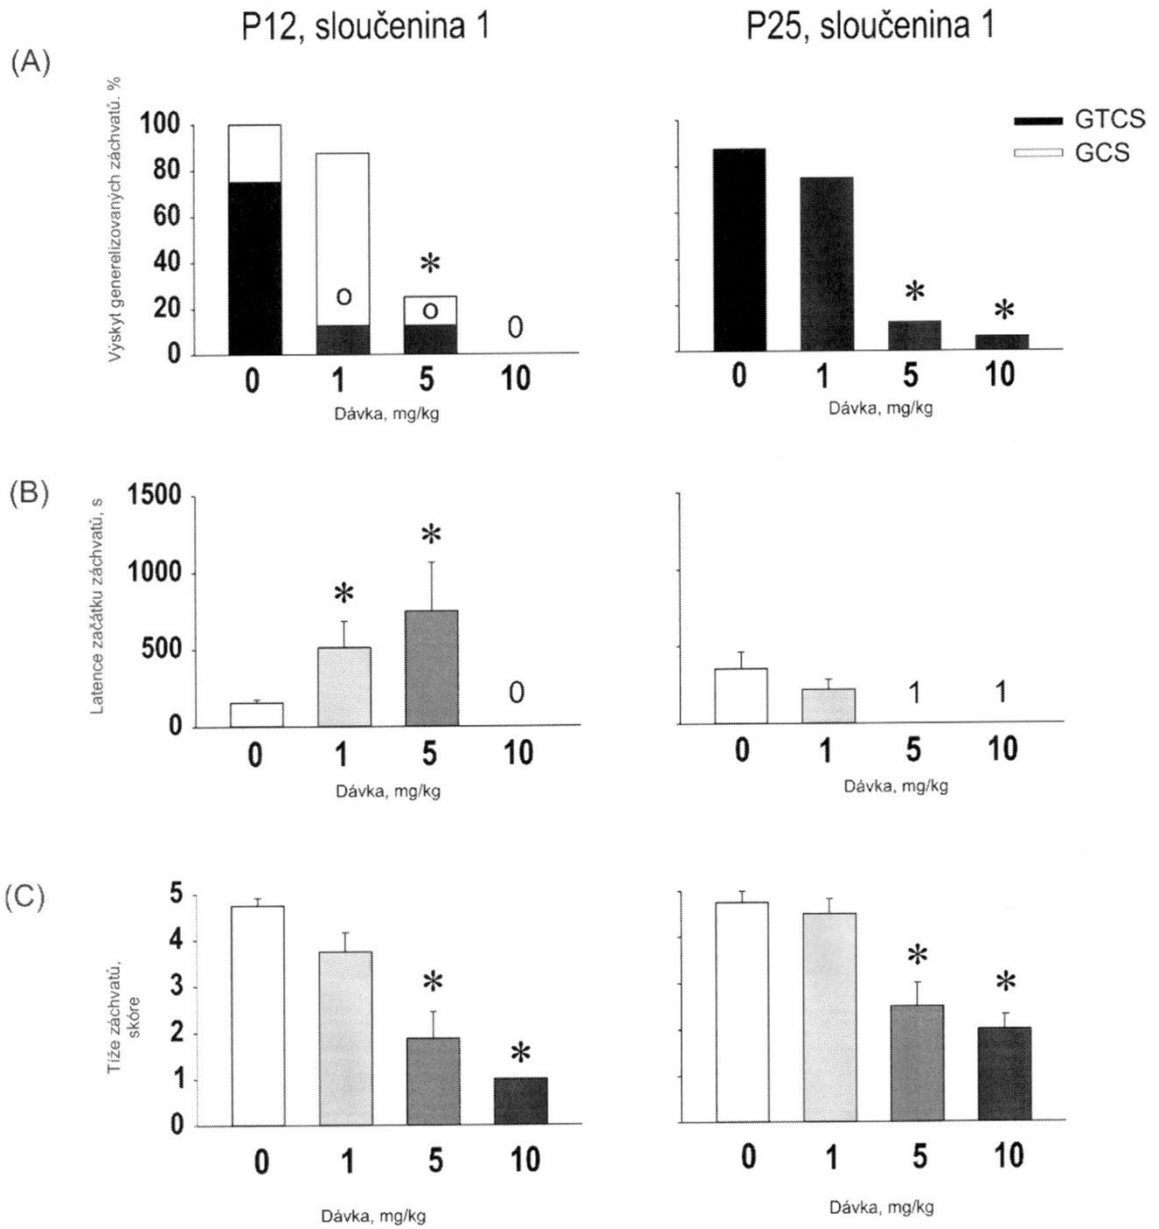 P12, sloučenina 1
P25, sloučenina 1
(A)
Výskyt generelizovaných záchvatů. %
100
80
60
40
20
0
o
*
o
0
0 1 5 10
Dávka, mg/kg
* *
0 1 5 10
Dávka, mg/kg
GTCS
GCS
(B)
Latence začátku záchvatů, s
1500
1000
500
0
* *
0
0 1 5 10
Dávka, mg/kg
1 1
0 1 5 10
Dávka, mg/kg
(C)
Tíže záchvatů,
skóre
5
4
3
2
1
0
* *
0 1 5 10
Dávka, mg/kg
* *
0 1 5 10
Dávka, mg/kg